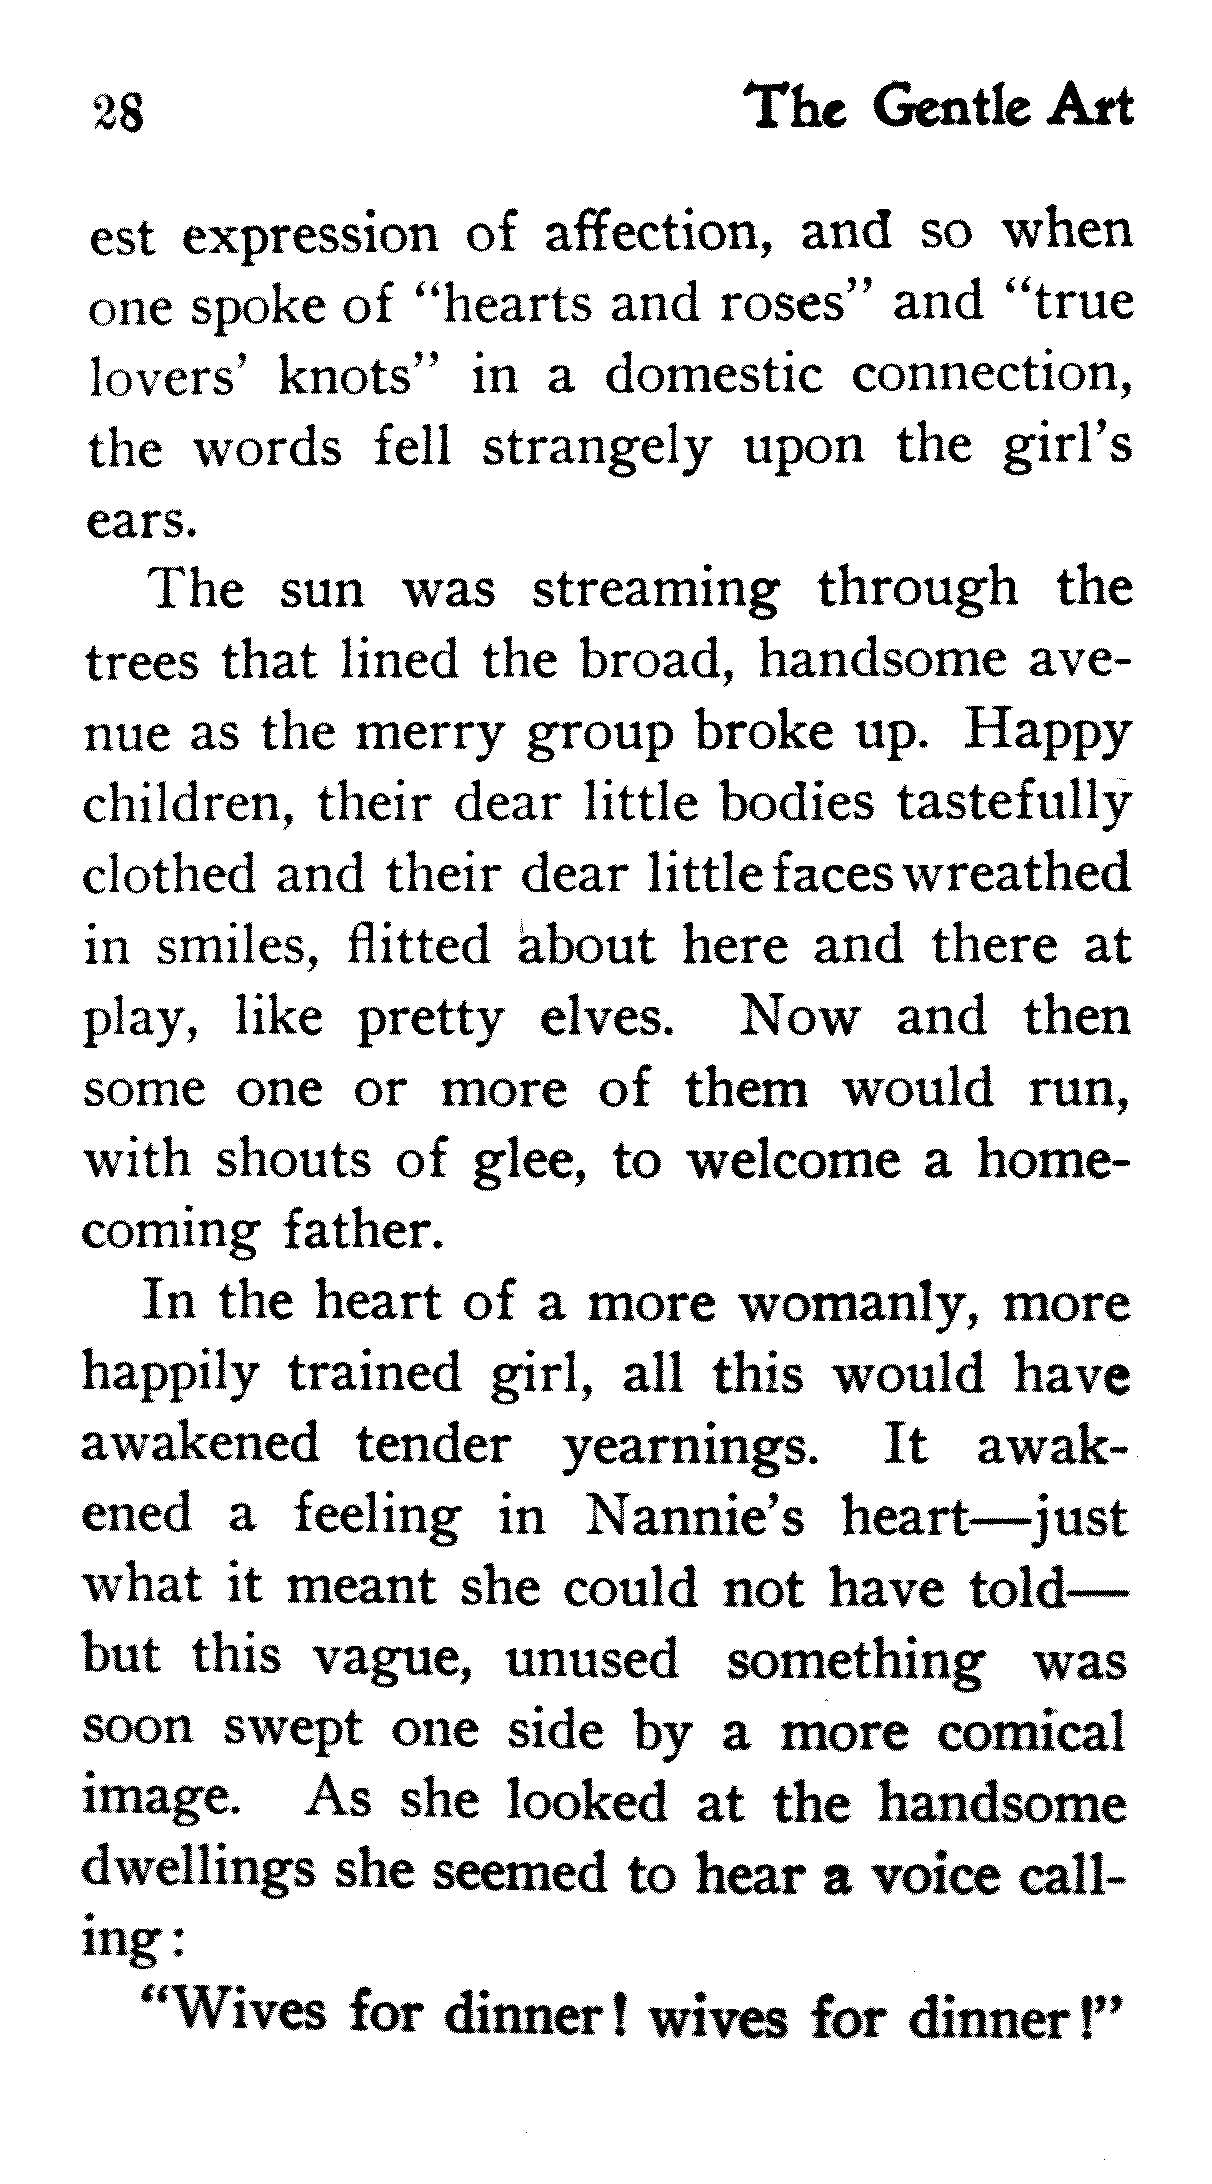 28 The Gentle Art
est expression of affection, and so when
one spoke of “hearts and roses” and “true
lovers’ knots” in a domestic connection,
the words fell strangely upon the girl’s
ears.
The sun was streaming through the
trees that lined the broad, handsome ave-
nue as the merry group broke up. Happy
children, their dear little bodies tastefully
clothed and their dear little faces wreathed
in smiles, flitted about here and there at
play, like pretty elves. Now and then
some one or more of them would run,
with shouts of glee, to welcome a home-
coming father.
In the heart of a more womanly, more
happily trained girl, all this would have
awakened tender yearnings. It awak-
ened a feeling in Nannie’s heart—just
what it meant she could not have told—
but this vague, unused something was
soon swept one side by a more comical
image. As she looked at the handsome
dwellings she seemed to hear a voice call-
ing:
“Wives for dinner! wives for dinner!”